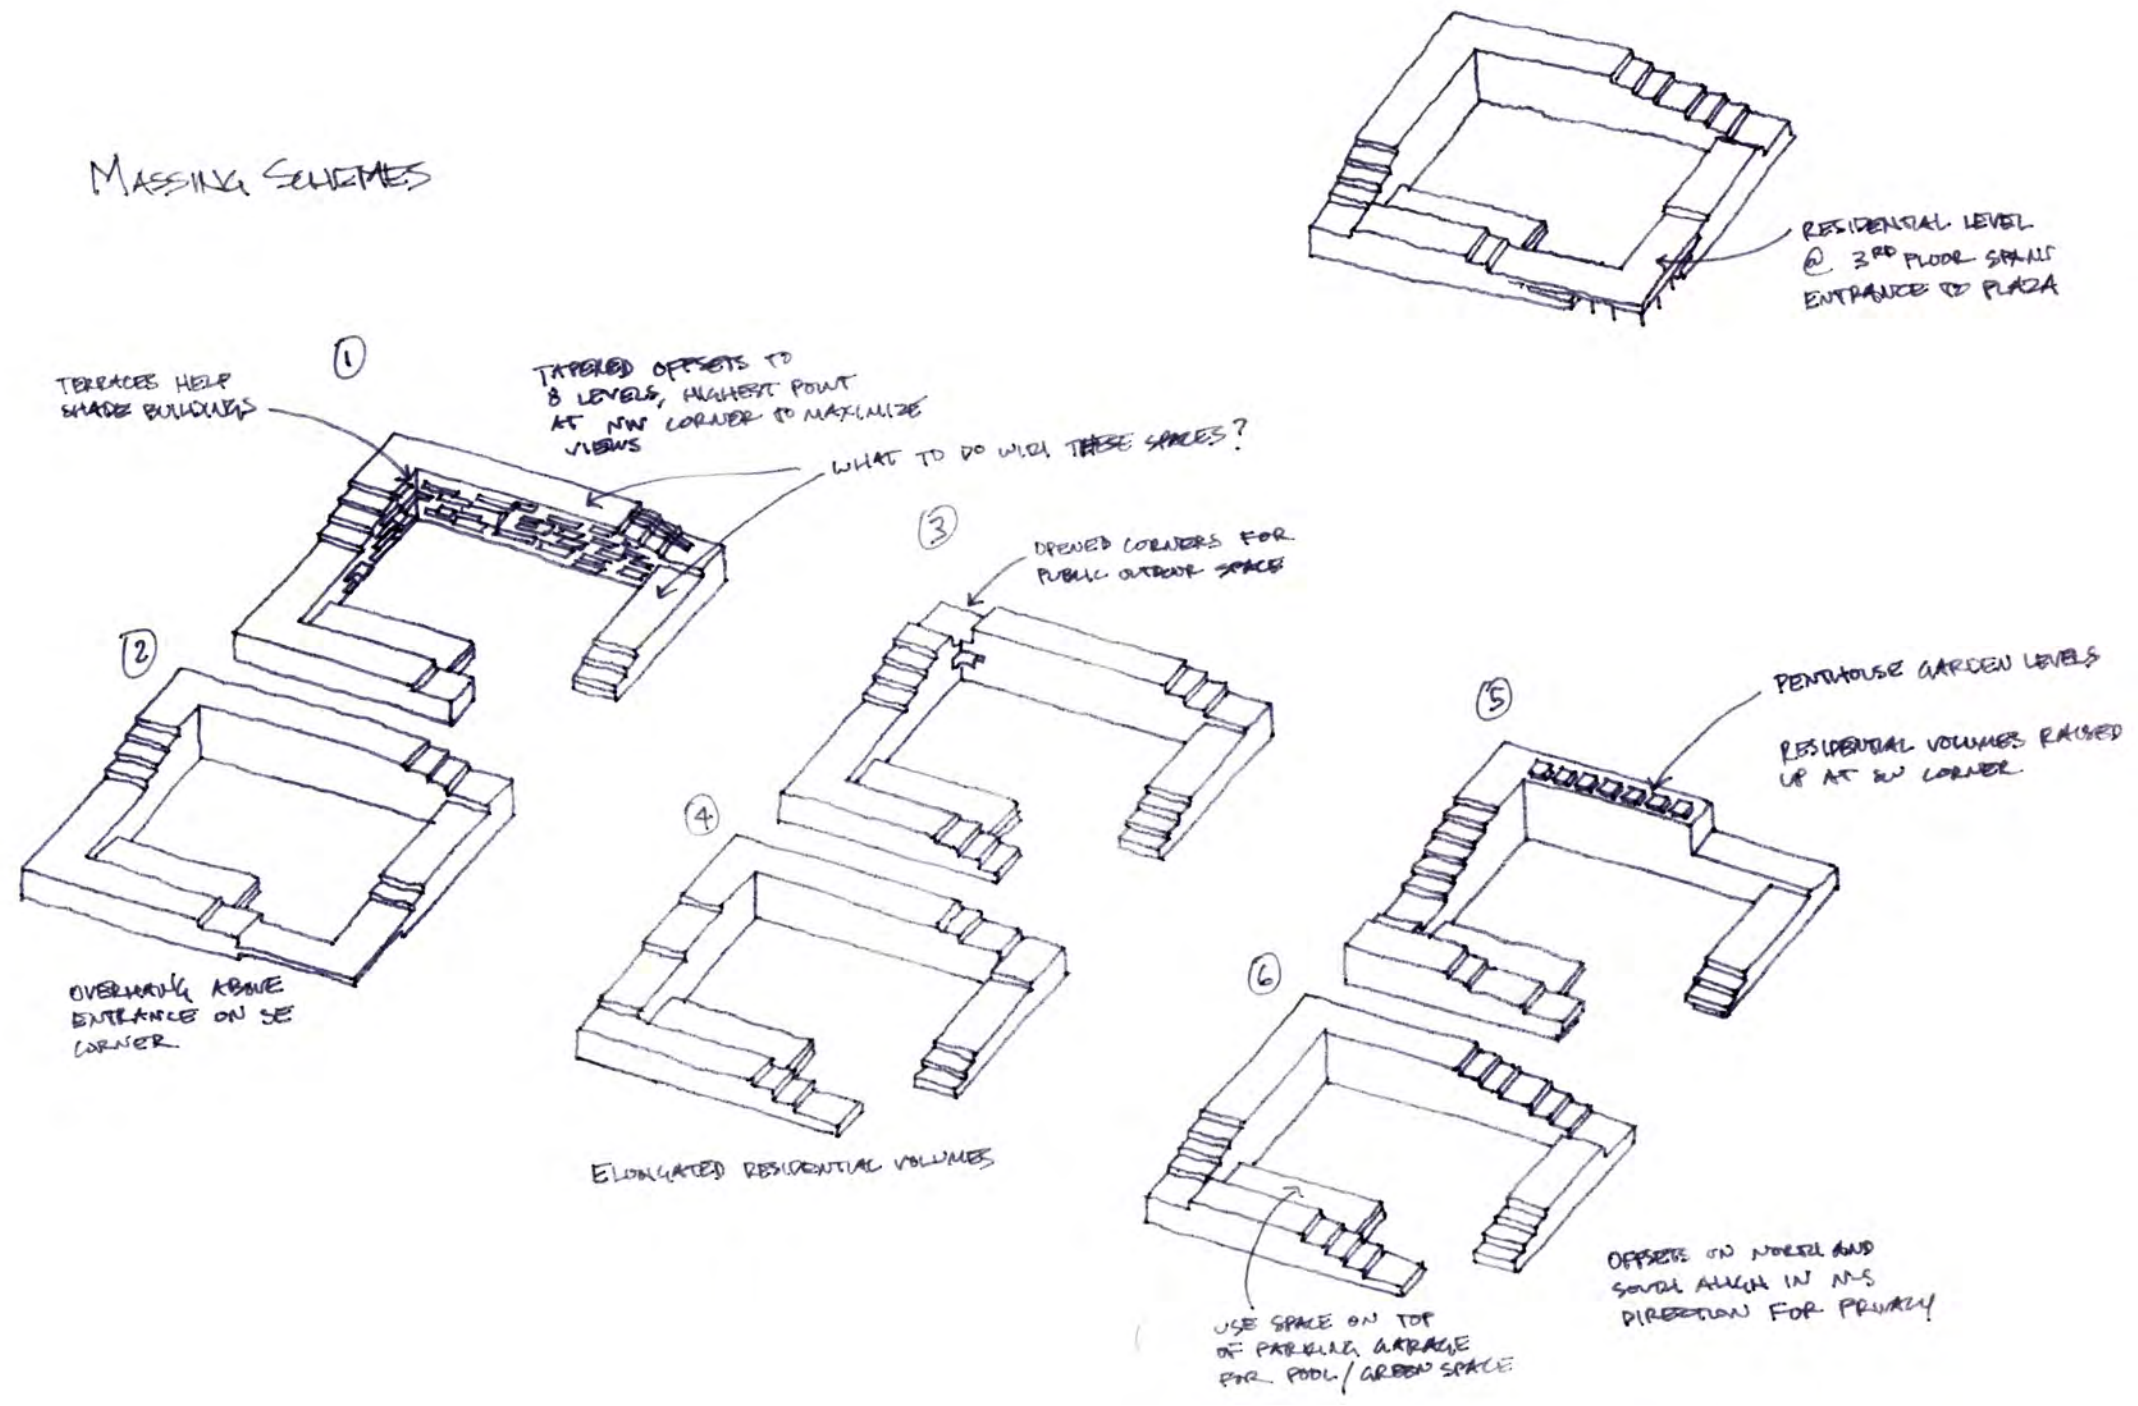 MASSING SCHEMES
RESIDENTIAL LEVEL
@ 3RD FLOOR SPANS
ENTRANCE TO PLAZA
1
TERRACES HELP
SHADE BUILDINGS
TAPERED OFFSETS TO
8 LEVELS, HIGHEST POINT
AT NW CORNER TO MAXIMIZE
VIEWS
WHAT TO DO WITH THESE SPACES?
2
OVERHANG ABOVE
ENTRANCE ON SE
CORNER
3
OPENED CORNERS FOR
PUBLIC OUTDOOR SPACE
4
ELONGATED RESIDENTIAL VOLUMES
5
PENTHOUSE GARDEN LEVELS
RESIDENTIAL VOLUMES RAISED
UP AT SW CORNER
6
USE SPACE ON TOP
OF PARKING GARAGE
FOR POOL/GREEN SPACE
OFFSETS ON NORTH AND
SOUTH ALIGN IN N-S
DIRECTION FOR PRIVACY